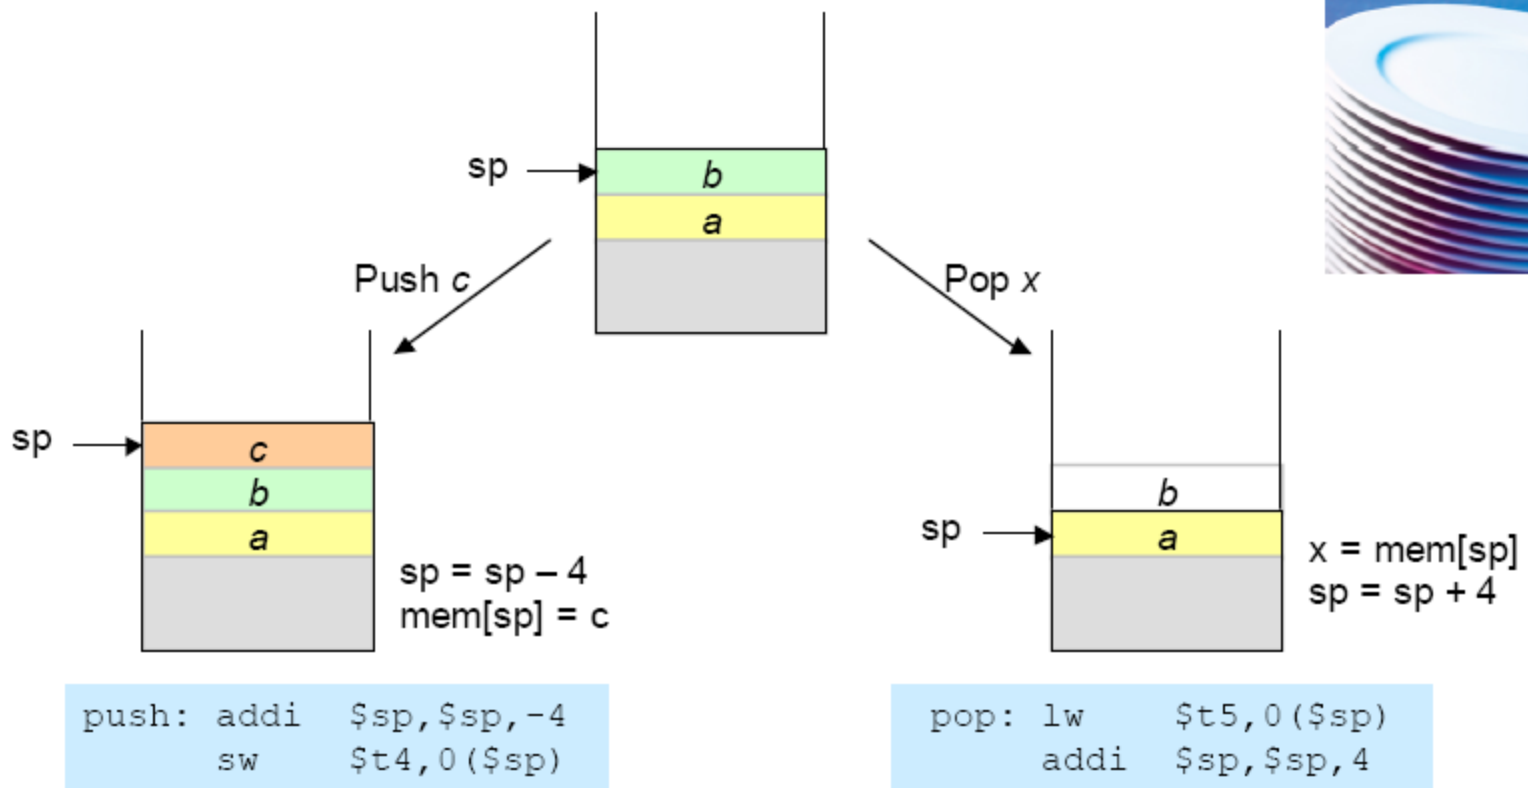 sp
b
a
Push c
Pop x
sp
c
b
a
sp = sp – 4
mem[sp] = c
sp
b
a
x = mem[sp]
sp = sp + 4
push: addi $sp,$sp,-4
sw $t4,0($sp)
pop: lw $t5,0($sp)
addi $sp,$sp,4